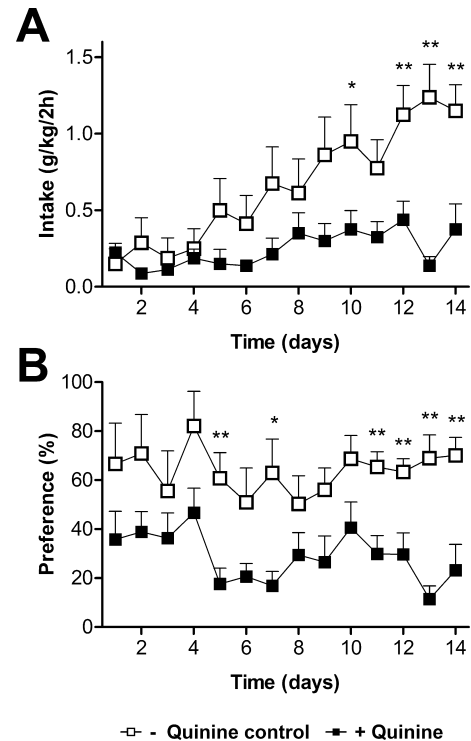 A
Intake (g/kg/2h)
1.5
1.0
0.5
0.0
*
**
**
**
2 4 6 8 10 12 14
Time (days)
B
Preference (%)
100
80
60
40
20
0
**
*
**
**
**
**
2 4 6 8 10 12 14
Time (days)
- Quinine control + Quinine